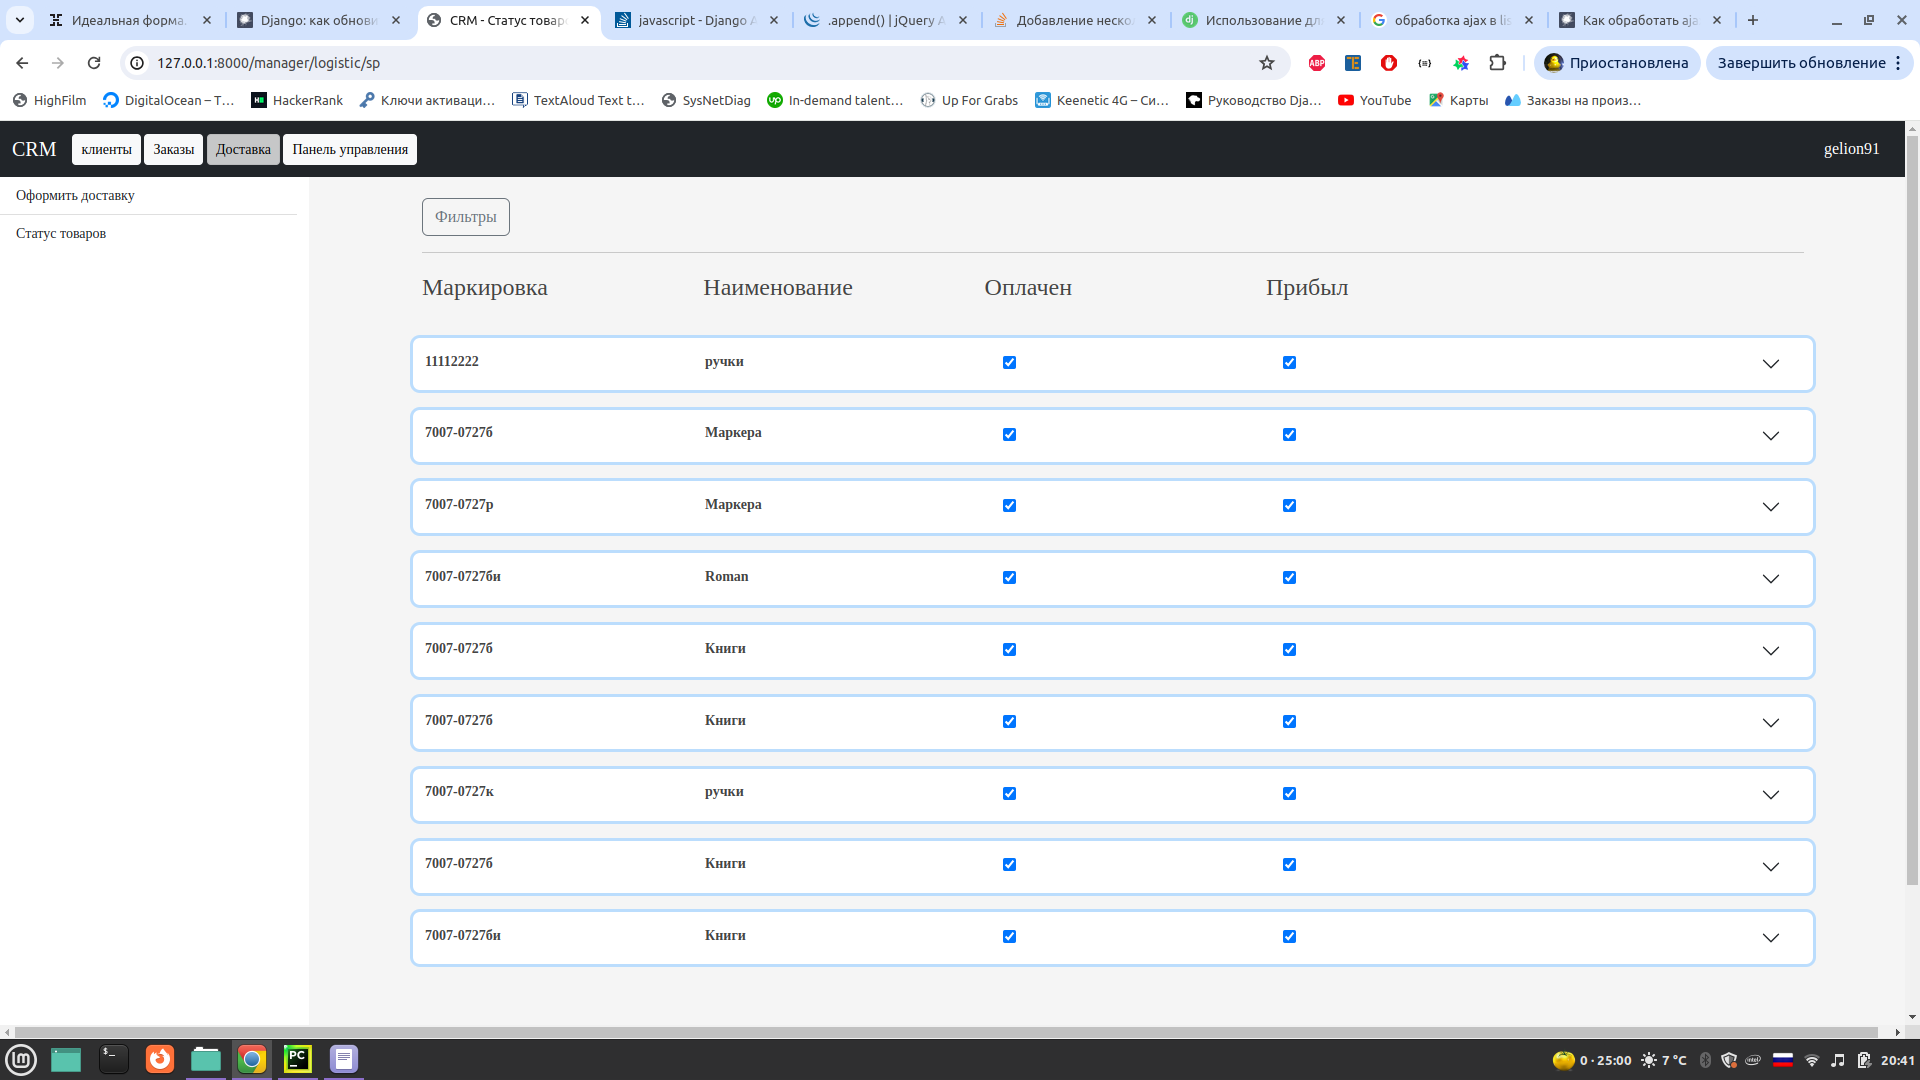 Идеальная форма
Django: как обнови
CRM - Статус товар
javascript - Django A
.append() | jQuery A
Добавление неско
Использование дл
обработка ajax в li
Как обработать aja
127.0.0.1:8000/manager/logistic/sp
Приостановлена
Завершить обновление
HighFilm
DigitalOcean – T…
HackerRank
Ключи активаци…
TextAloud Text t…
SysNetDiag
In-demand talent…
Up For Grabs
Keenetic 4G – Си…
Руководство Dja…
YouTube
Карты
Заказы на произ…
CRM
клиенты
Заказы
Доставка
Панель управления
gelion91
Оформить доставку
Статус товаров
Фильтры
Маркировка Наименование Оплачен Прибыл
11112222 ручки
7007-0727б Маркера
7007-0727р Маркера
7007-0727би Roman
7007-0727б Книги
7007-0727б Книги
7007-0727к ручки
7007-0727б Книги
7007-0727би Книги
0 · 25:00
7 °C
20:41